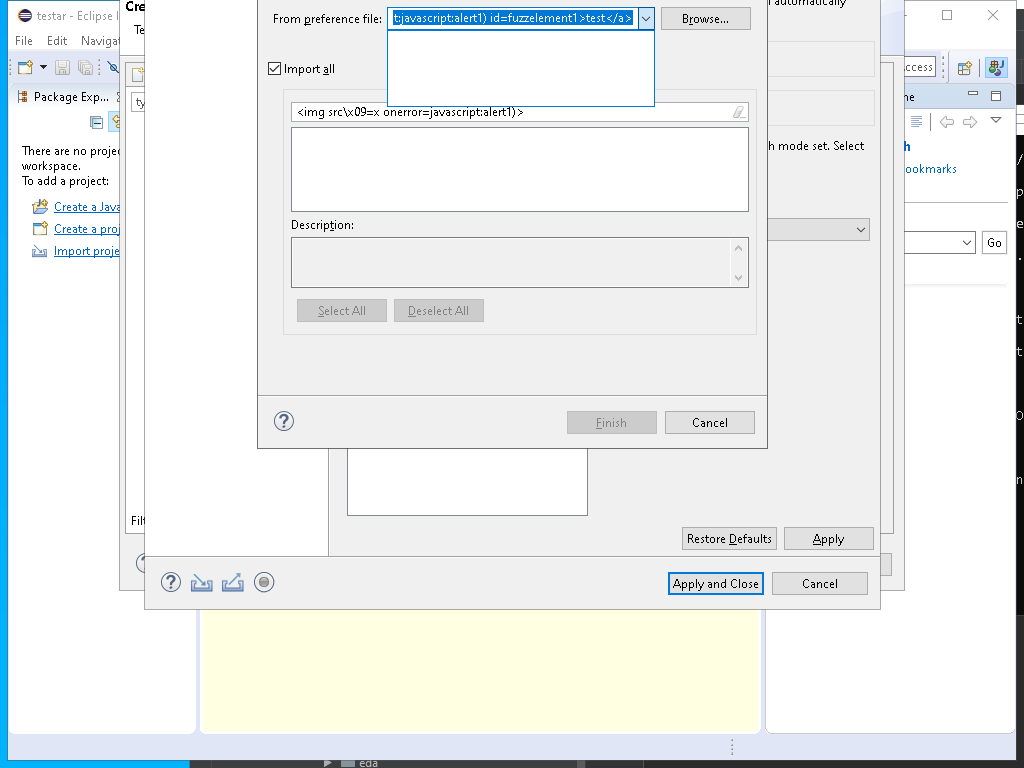 testar - Eclipse I
File Edit Navigat
Cre
Te
From preference file:
t:javascript:alert1) id=fuzzelement1>test</a>
Browse...
automatically
Package Exp...
ty
Import all
<img src\x09=x onerror=javascript:alert1)>
There are no projec
workspace.
To add a project:
Create a Java
Create a proj
Import proje
h mode set. Select
ookmarks
Go
Description:
Select All
Deselect All
Finish
Cancel
Filt
Restore Defaults
Apply
Apply and Close
Cancel
eda